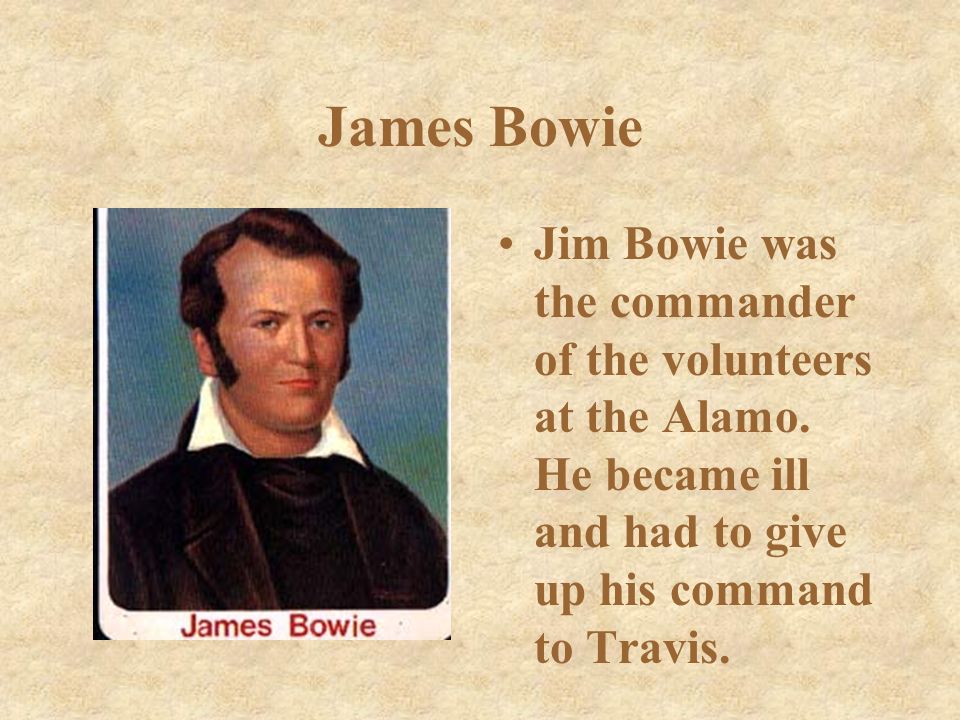 James Bowie
James Bowie
• Jim Bowie was
the commander
of the volunteers
at the Alamo.
He became ill
and had to give
up his command
to Travis.